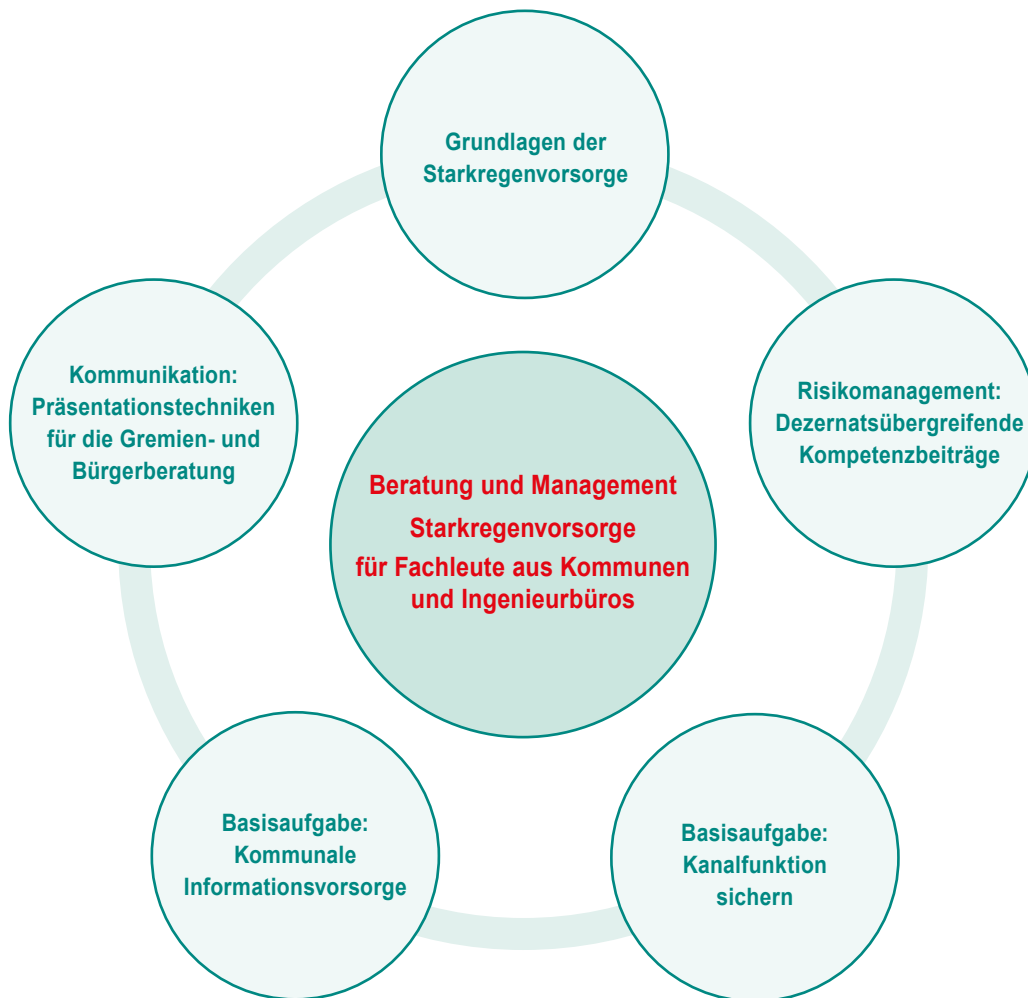 Grundlagen der
Starkregenvorsorge
Kommunikation:
Präsentationstechniken
für die Gremien- und
Bürgerberatung
Risikomanagement:
Dezernatsübergreifende
Kompetenzbeiträge
Beratung und Management
Starkregenvorsorge
für Fachleute aus Kommunen
und Ingenieurbüros
Basisaufgabe:
Kommunale
Informationsvorsorge
Basisaufgabe:
Kanalfunktion
sichern